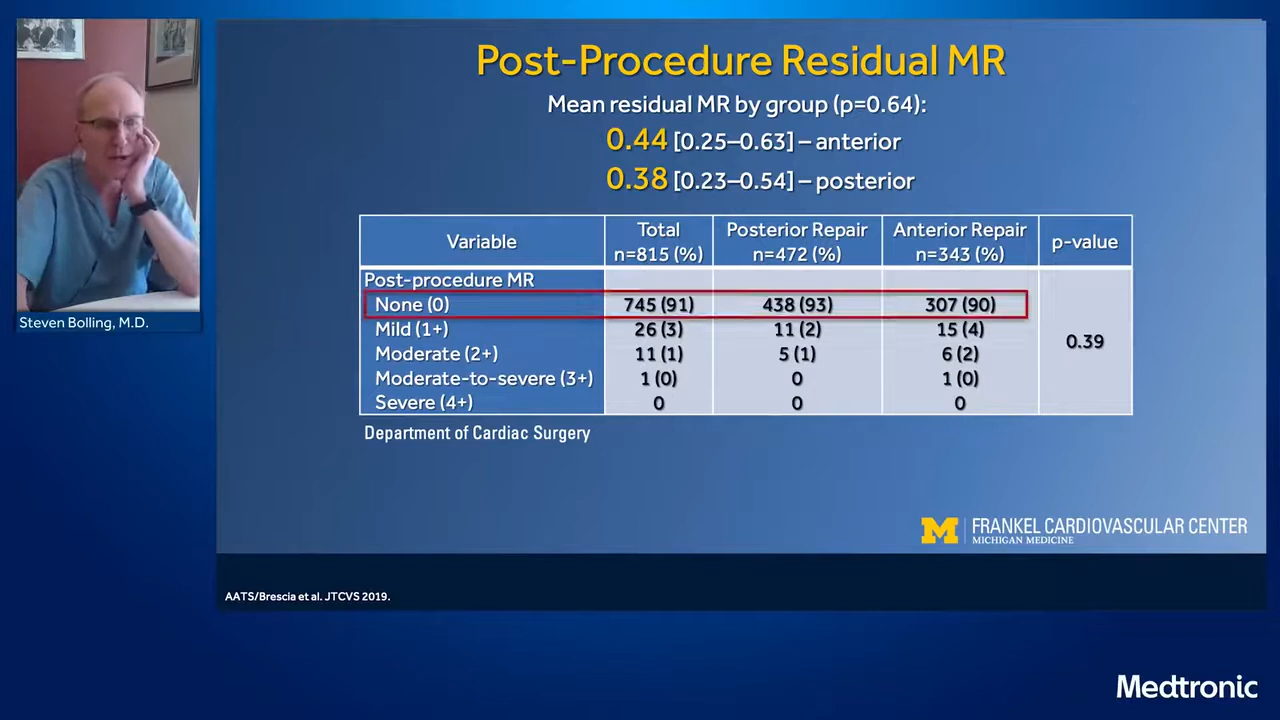 Post-Procedure Residual MR
Mean residual MR by group (p=0.64):
0.44 [0.25–0.63] – anterior
0.38 [0.23–0.54] – posterior
Variable Total n=815 (%) Posterior Repair n=472 (%) Anterior Repair n=343 (%) p-value
Post-procedure MR
None (0) 745 (91) 438 (93) 307 (90)
Mild (1+) 26 (3) 11 (2) 15 (4)
0.39
Moderate (2+) 11 (1) 5 (1) 6 (2)
Moderate-to-severe (3+) 1 (0) 0 1 (0)
Severe (4+) 0 0 0
Department of Cardiac Surgery
Steven Bolling, M.D.
M FRANKEL CARDIOVASCULAR CENTER
MICHIGAN MEDICINE
AATS/Brescia et al. JTCVS 2019.
Medtronic